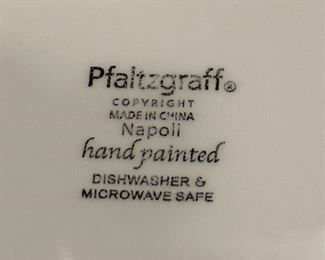 Pfaltzgraff®
COPYRIGHT
MADE IN CHINA
Napoli
hand painted
DISHWASHER &
MICROWAVE SAFE